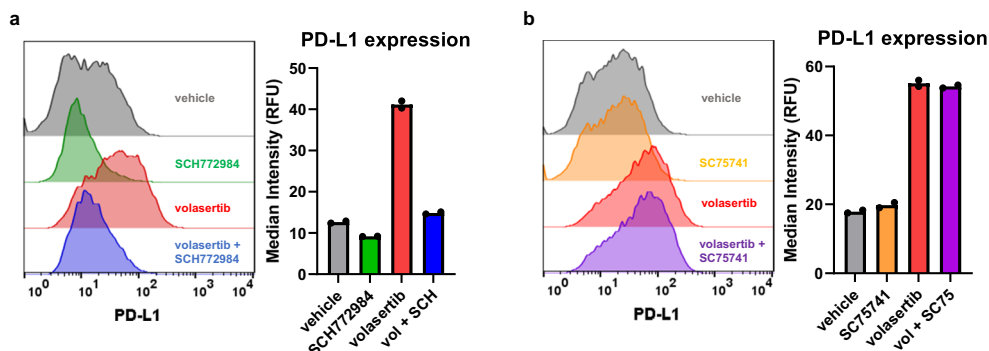 a
PD-L1 expression
vehicle
SCH772984
volasertib
volasertib +
SCH772984
10^0 10^1 10^2 10^3 10^4
PD-L1
Median Intensity (RFU)
50
40
30
20
10
0
vehicle
SCH772984
volasertib
vol + SCH
b
PD-L1 expression
vehicle
SC75741
volasertib
volasertib +
SC75741
10^0 10^1 10^2 10^3 10^4
PD-L1
Median Intensity (RFU)
60
40
20
0
vehicle
SC75741
volasertib
vol + SC75